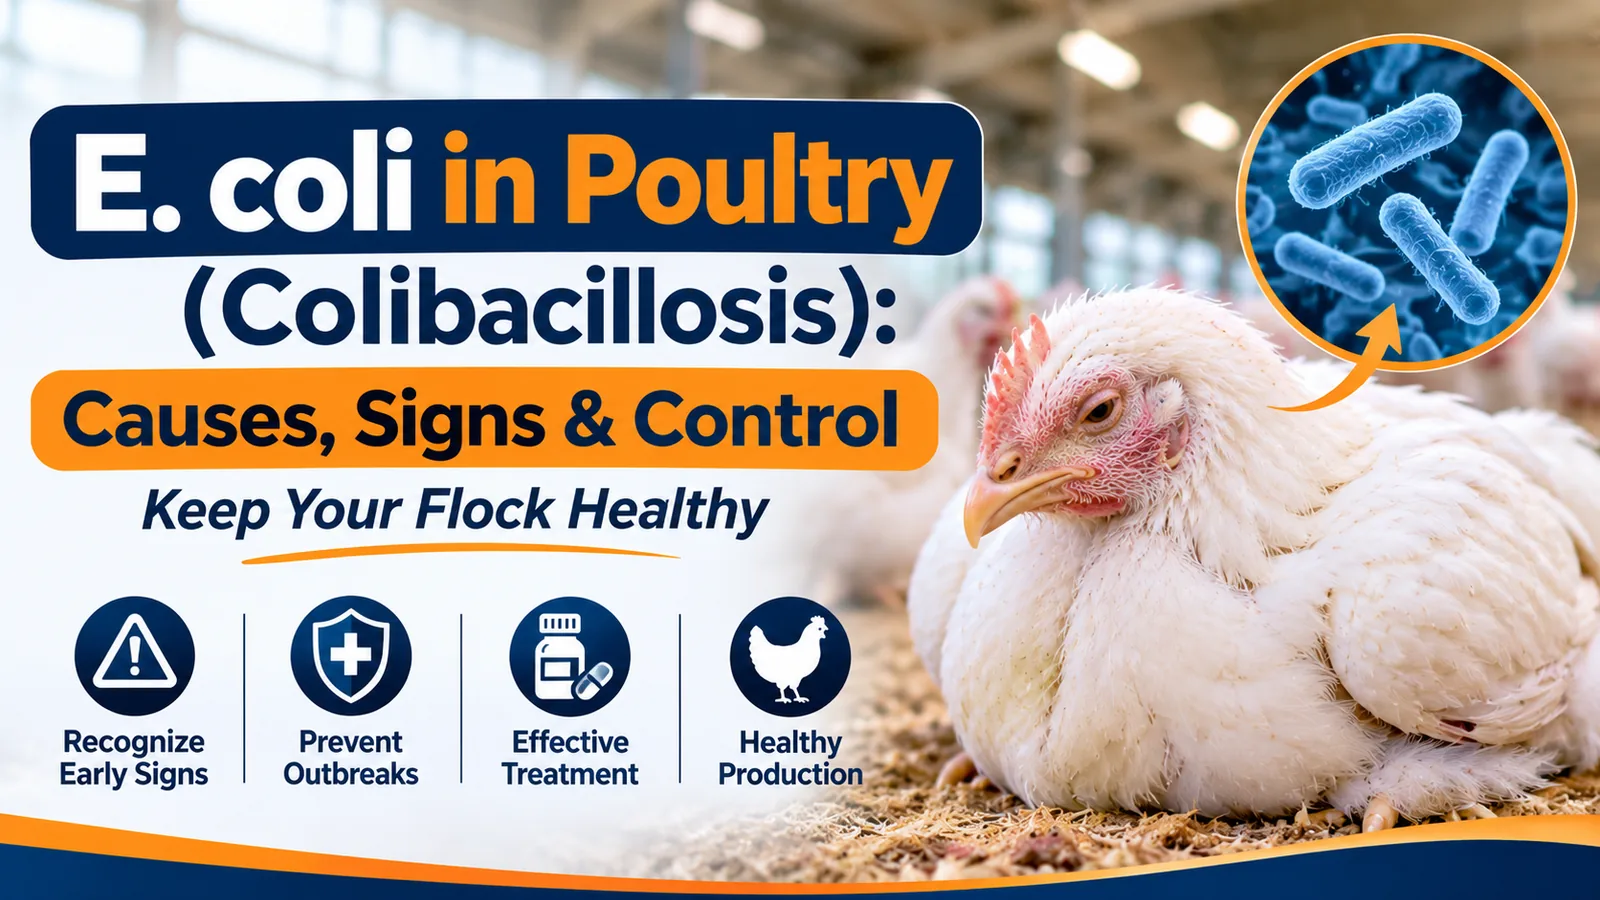 E. coli in Poultry
(Colibacillosis):
Causes, Signs & Control
Keep Your Flock Healthy
Recognize
Early Signs
Prevent
Outbreaks
Effective
Treatment
Healthy
Production